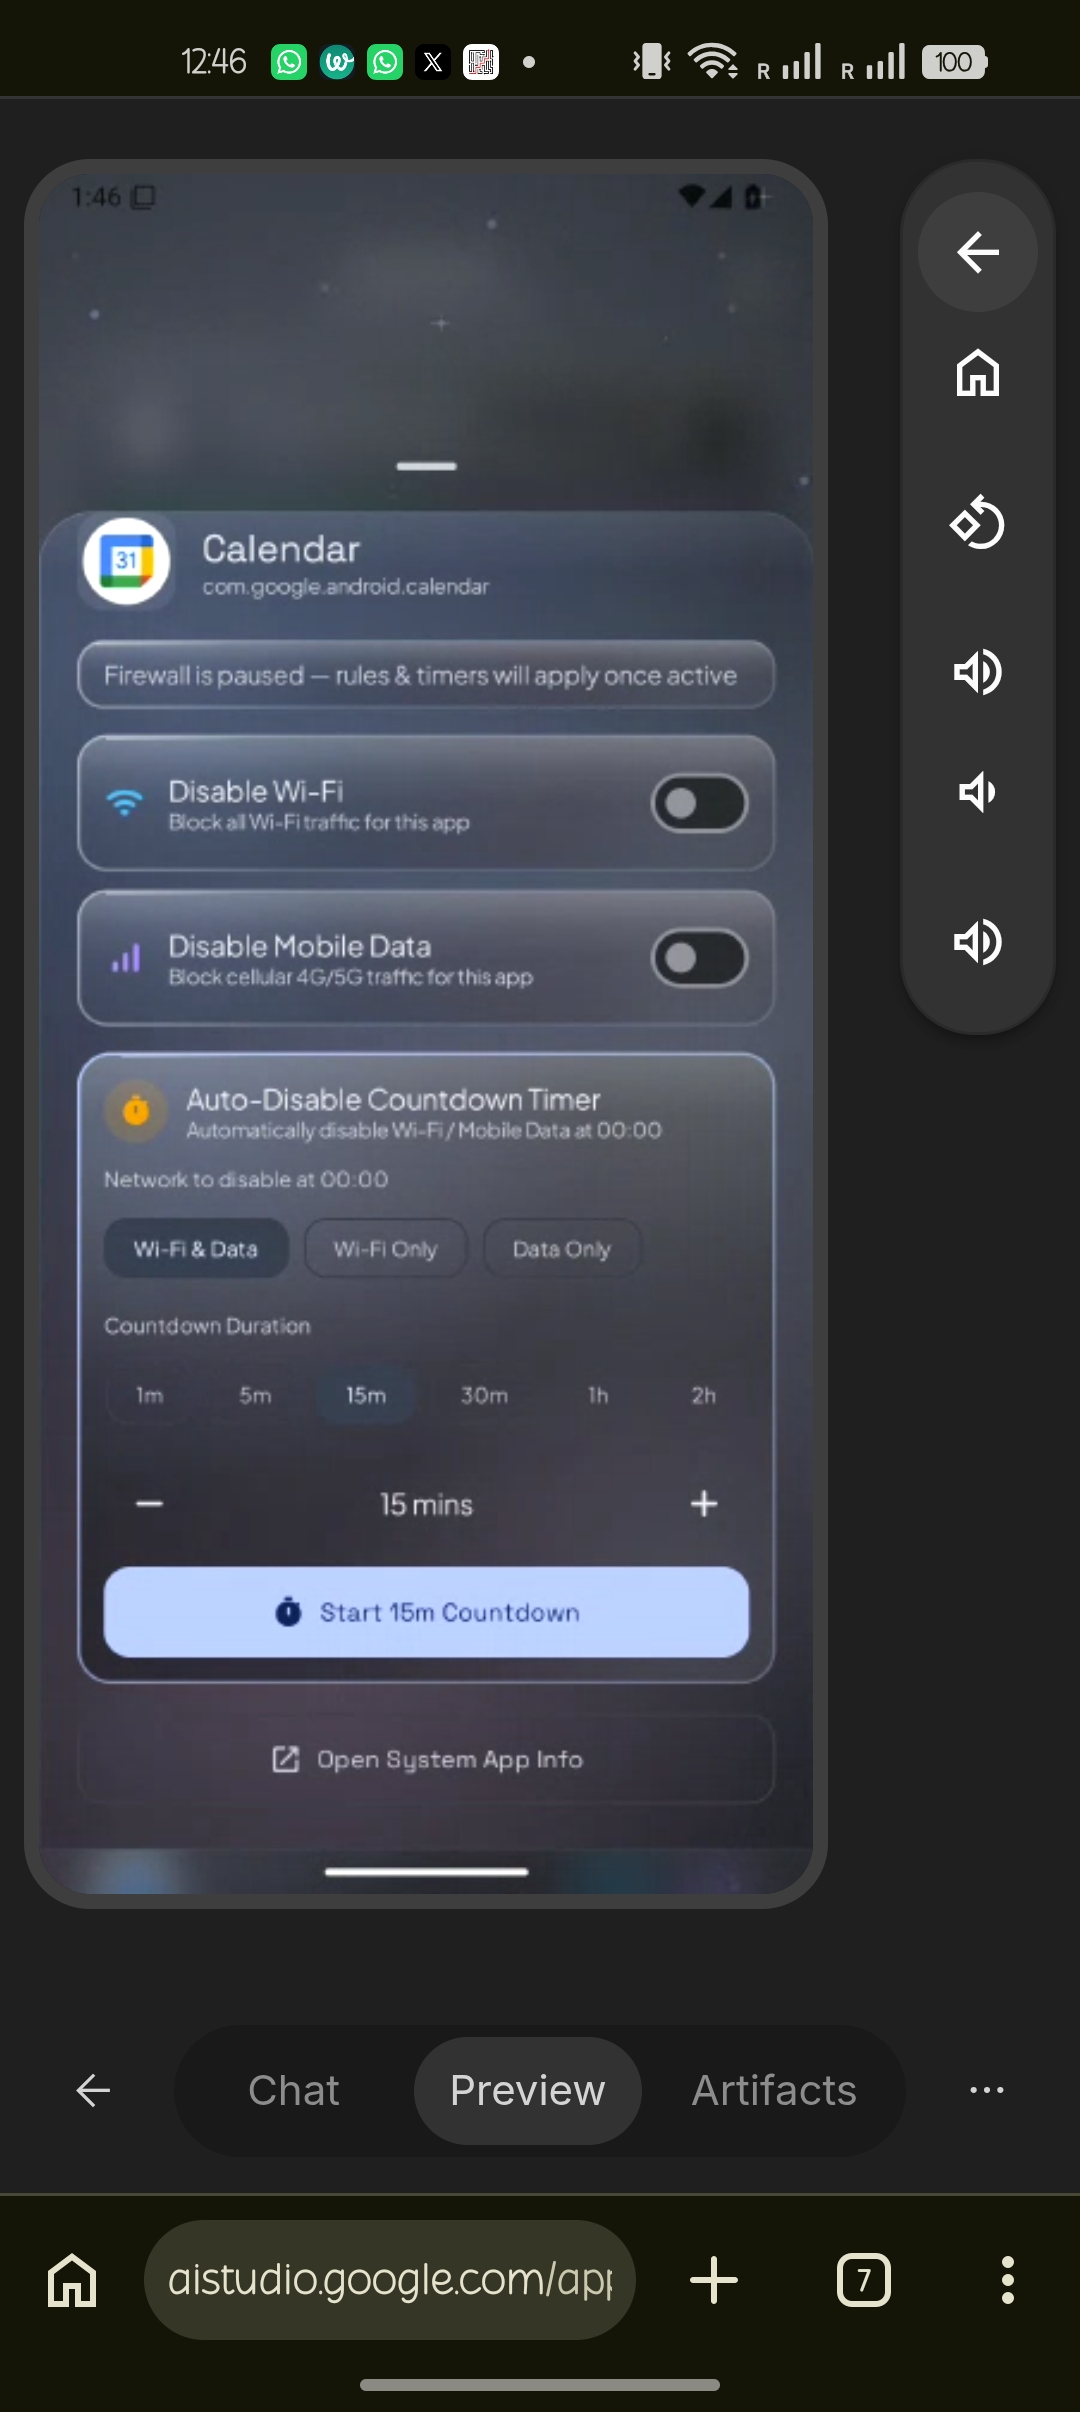 12:46
R
R
100
1:46
31
Calendar
com.google.android.calendar
Firewall is paused — rules & timers will apply once active
Disable Wi-Fi
Block all Wi-Fi traffic for this app
Disable Mobile Data
Block cellular 4G/5G traffic for this app
Auto-Disable Countdown Timer
Automatically disable Wi-Fi / Mobile Data at 00:00
Network to disable at 00:00
Wi-Fi & Data Wi-Fi Only Data Only
Countdown Duration
1m 5m 15m 30m 1h 2h
− 15 mins +
Start 15m Countdown
Open System App Info
Chat Preview Artifacts
aistudio.google.com/app
7